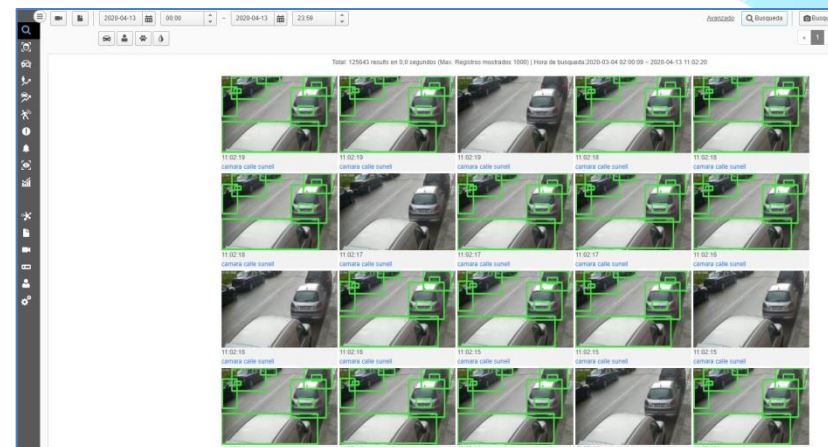 2020-04-13 00:00 – 2020-04-13 23:59 Avanzado Busqueda Busqu
« 1
Total: 125643 results en 0,0 segundos (Max. Registros mostrados 1000) | Hora de busqueda 2020-03-04 02:00:09 – 2020-04-13 11:02:20
11:02:19 11:02:19 11:02:19 11:02:18 11:02:18
camara calle sunell camara calle sunell camara calle sunell camara calle sunell camara calle sunell
11:02:18 11:02:17 11:02:17 11:02:17 11:02:16
camara calle sunell camara calle sunell camara calle sunell camara calle sunell camara calle sunell
11:02:16 11:02:16 11:02:15 11:02:15 11:02:15
camara calle sunell camara calle sunell camara calle sunell camara calle sunell camara calle sunell